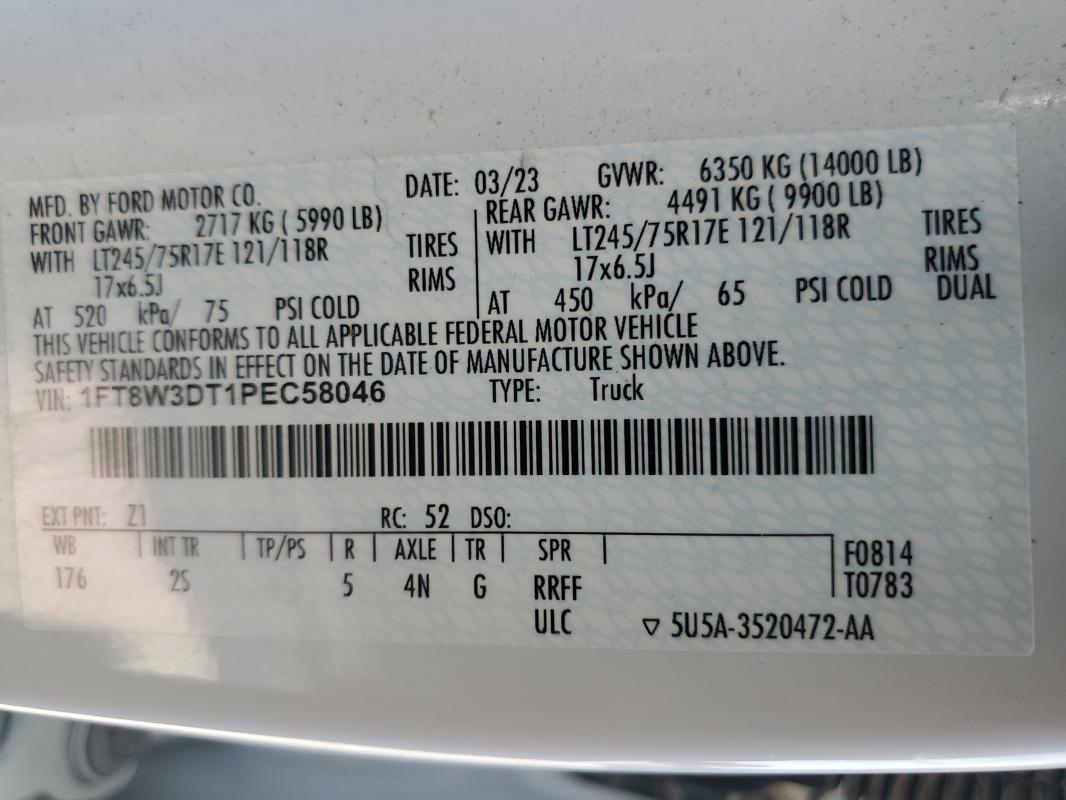 MFD. BY FORD MOTOR CO. DATE: 03/23 GVWR: 6350 KG (14000 LB)
FRONT GAWR: 2717 KG ( 5990 LB) REAR GAWR: 4491 KG ( 9900 LB)
WITH LT245/75R17E 121/118R TIRES WITH LT245/75R17E 121/118R TIRES
17x6.5J RIMS 17x6.5J RIMS
AT 520 kPa/ 75 PSI COLD AT 450 kPa/ 65 PSI COLD DUAL
THIS VEHICLE CONFORMS TO ALL APPLICABLE FEDERAL MOTOR VEHICLE
SAFETY STANDARDS IN EFFECT ON THE DATE OF MANUFACTURE SHOWN ABOVE.
VIN: 1FT8W3DT1PEC58046 TYPE: Truck
EXT PNT: Z1 RC: 52 DSO:
WB INT TR TP/PS R AXLE TR SPR F0814
176 2S 5 4N G RRFF T0783
ULC ▽ 5U5A-3520472-AA